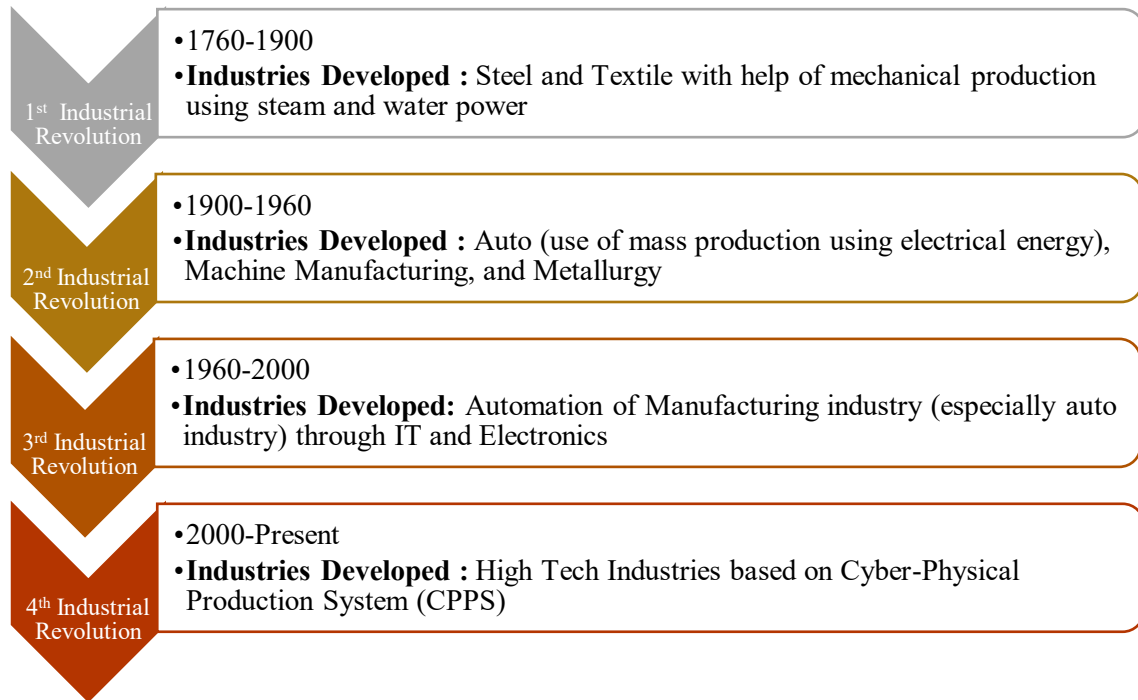 1st Industrial
Revolution
•1760-1900
•Industries Developed : Steel and Textile with help of mechanical production
using steam and water power
2nd Industrial
Revolution
•1900-1960
•Industries Developed : Auto (use of mass production using electrical energy),
Machine Manufacturing, and Metallurgy
3rd Industrial
Revolution
•1960-2000
•Industries Developed: Automation of Manufacturing industry (especially auto
industry) through IT and Electronics
4th Industrial
Revolution
•2000-Present
•Industries Developed : High Tech Industries based on Cyber-Physical
Production System (CPPS)